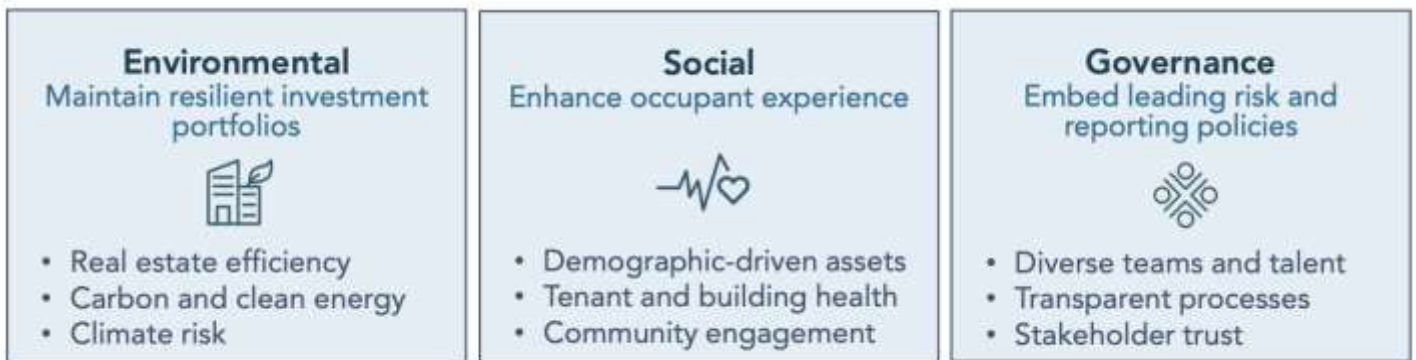 Environmental
Maintain resilient investment
portfolios
• Real estate efficiency
• Carbon and clean energy
• Climate risk
Social
Enhance occupant experience
• Demographic-driven assets
• Tenant and building health
• Community engagement
Governance
Embed leading risk and
reporting policies
• Diverse teams and talent
• Transparent processes
• Stakeholder trust